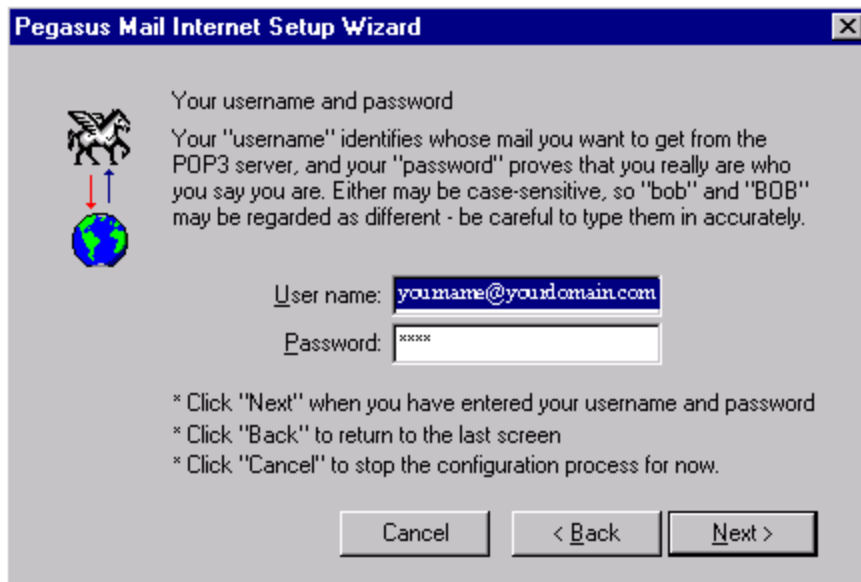 Pegasus Mail Internet Setup Wizard
Your username and password
Your "username" identifies whose mail you want to get from the
POP3 server, and your "password" proves that you really are who
you say you are. Either may be case-sensitive, so "bob" and "BOB"
may be regarded as different - be careful to type them in accurately.
User name: yourname@yourdomain.com
Password: ****
* Click "Next" when you have entered your username and password
* Click "Back" to return to the last screen
* Click "Cancel" to stop the configuration process for now.
Cancel < Back Next >